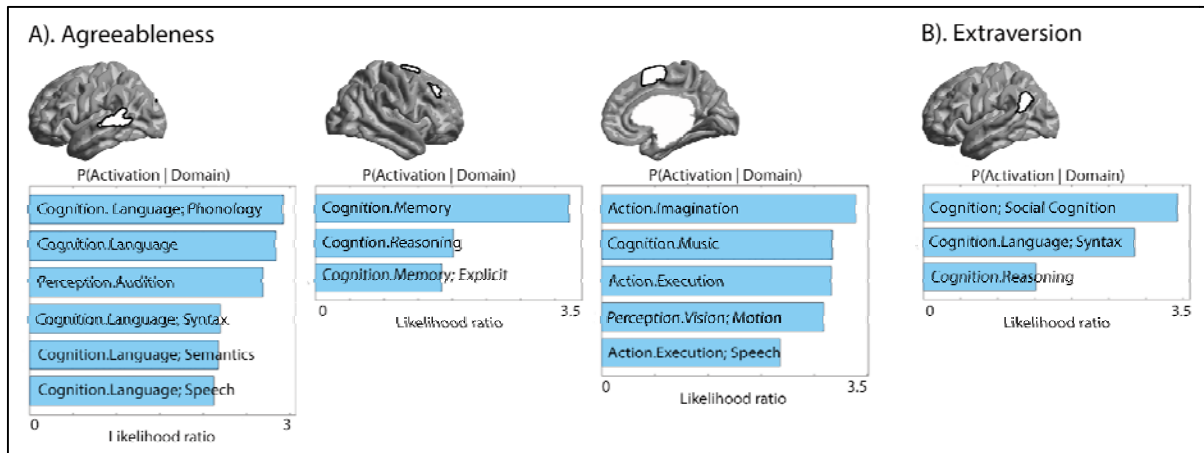 A). Agreeableness
B). Extraversion
P(Activation | Domain)
Cognition. Language; Phonology
Cognition.Language
Perception.Audition
Cognition.Language; Syntax
Cognition.Language; Semantics
Cognition.Language; Speech
0
3
Likelihood ratio
P(Activation | Domain)
Cognition.Memory
Cogntion.Reasoning
Cognition.Memory; Explicit
0
3.5
Likelihood ratio
P(Activation | Domain)
Action.Imagination
Cognition.Music
Action.Execution
Perception.Vision; Motion
Action.Execution; Speech
0
3.5
Likelihood ratio
P(Activation | Domain)
Cognition; Social Cognition
Cognition.Language; Syntax
Cognition.Reasoning
0
3.5
Likelihood ratio